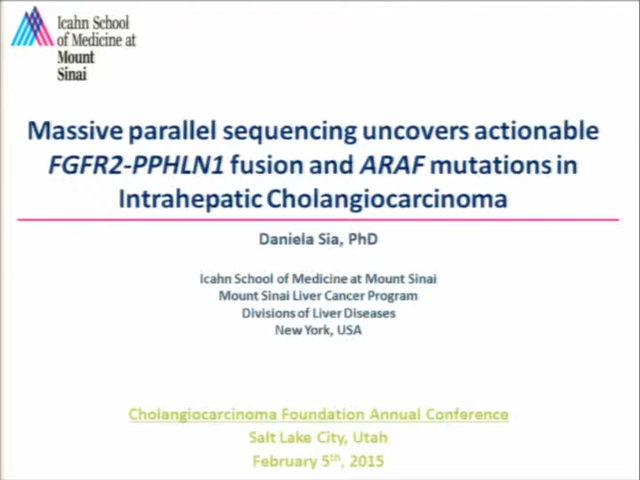 Icahn School
of Medicine at
Mount
Sinai
Massive parallel sequencing uncovers actionable
FGFR2-PPHLN1 fusion and ARAF mutations in
Intrahepatic Cholangiocarcinoma
Daniela Sia, PhD
Icahn School of Medicine at Mount Sinai
Mount Sinai Liver Cancer Program
Divisions of Liver Diseases
New York, USA
Cholangiocarcinoma Foundation Annual Conference
Salt Lake City, Utah
February 5th, 2015